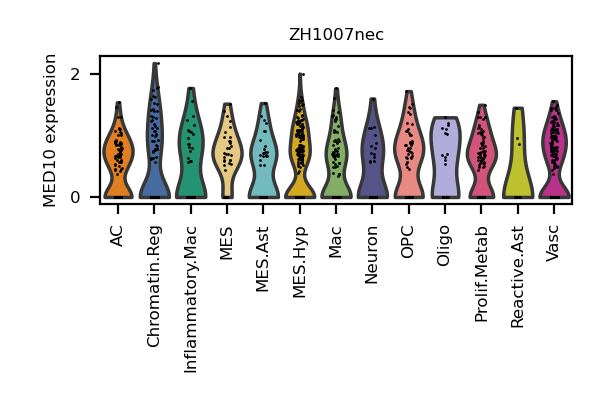 ZH1007nec
MED10 expression
2
0
AC
Chromatin.Reg
Inflammatory.Mac
MES
MES.Ast
MES.Hyp
Mac
Neuron
OPC
Oligo
Prolif.Metab
Reactive.Ast
Vasc